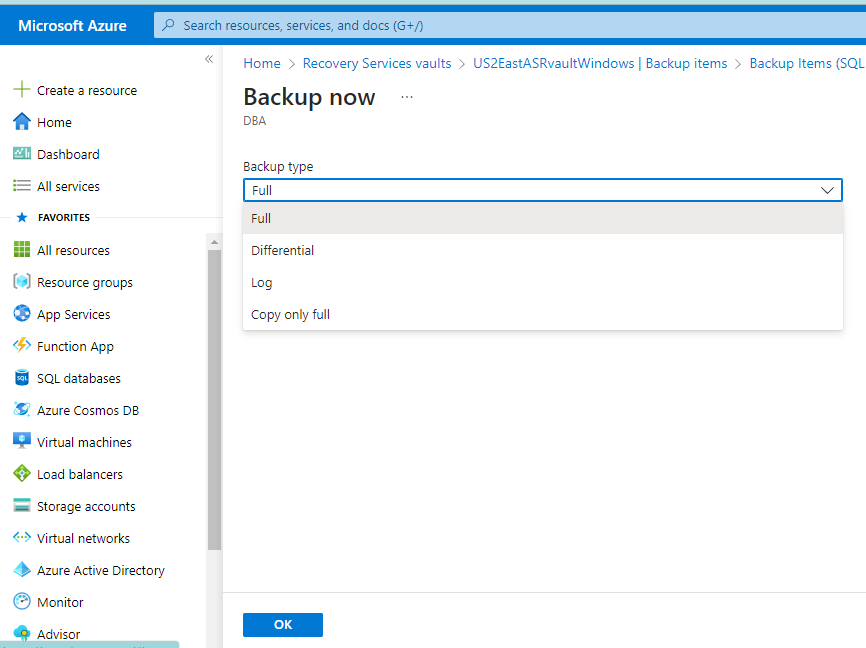 Microsoft Azure
Search resources, services, and docs (G+/)
«
Create a resource
Home
Dashboard
All services
FAVORITES
All resources
Resource groups
App Services
Function App
SQL databases
Azure Cosmos DB
Virtual machines
Load balancers
Storage accounts
Virtual networks
Azure Active Directory
Monitor
Advisor
Home > Recovery Services vaults > US2EastASRvaultWindows | Backup items > Backup Items (SQL
Backup now ...
DBA
Backup type
Full
Full
Differential
Log
Copy only full
OK